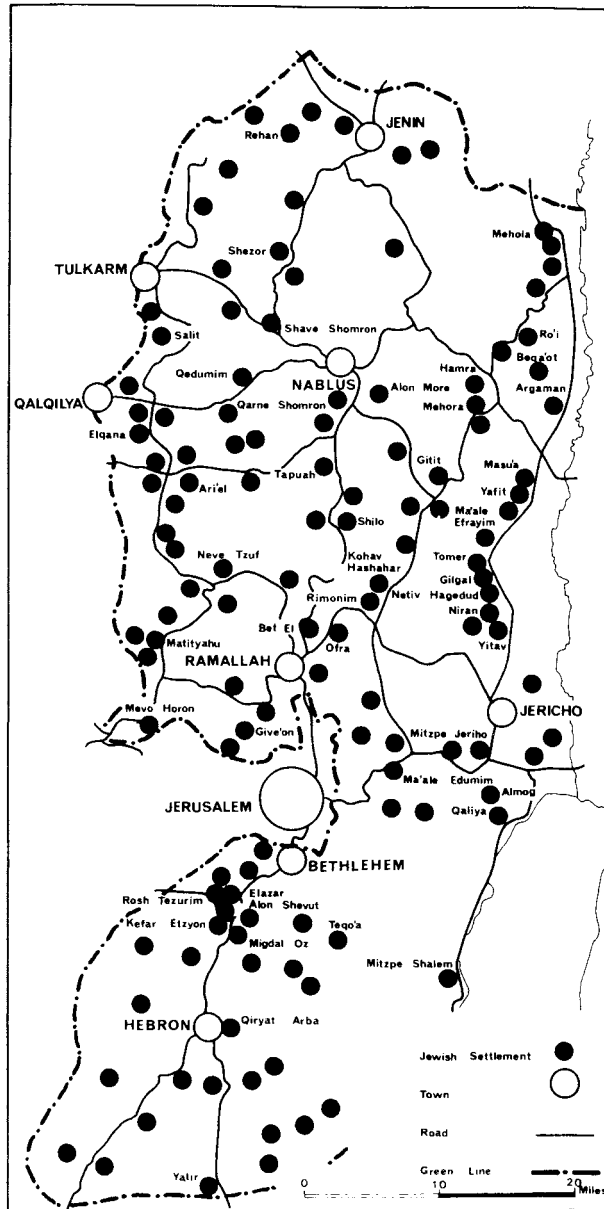 JENIN
Rehan
Mehola
Shezor
TULKARM
Salit
Shave Shomron
Ro'i
Beqa'ot
Qedumim
NABLUS
Hamra
Alon More
Argaman
QALQILYA
Qarne Shomron
Mehora
Elqana
Tapuah
Gitit
Masu'a
Ari'el
Yafit
Shilo
Ma'ale
Efrayim
Neve Tzuf
Kohav
Hashahar
Tomer
Gilgal
Rimonim
Netiv Hagedud
Niran
Bet El
Ofra
Yitav
Matityahu
RAMALLAH
Mevo Horon
JERICHO
Give'on
Mitzpe Jeriho
Ma'ale Edumim
Almog
JERUSALEM
Qaliya
BETHLEHEM
Rosh Tezurim
Elazar
Alon Shevut
Kefar Etzyon
Teqo'a
Migdal Oz
Mitzpe Shalem
HEBRON
Qiryat Arba
Jewish Settlement
Town
Road
Green Line
Yatir
0 10 20
Miles